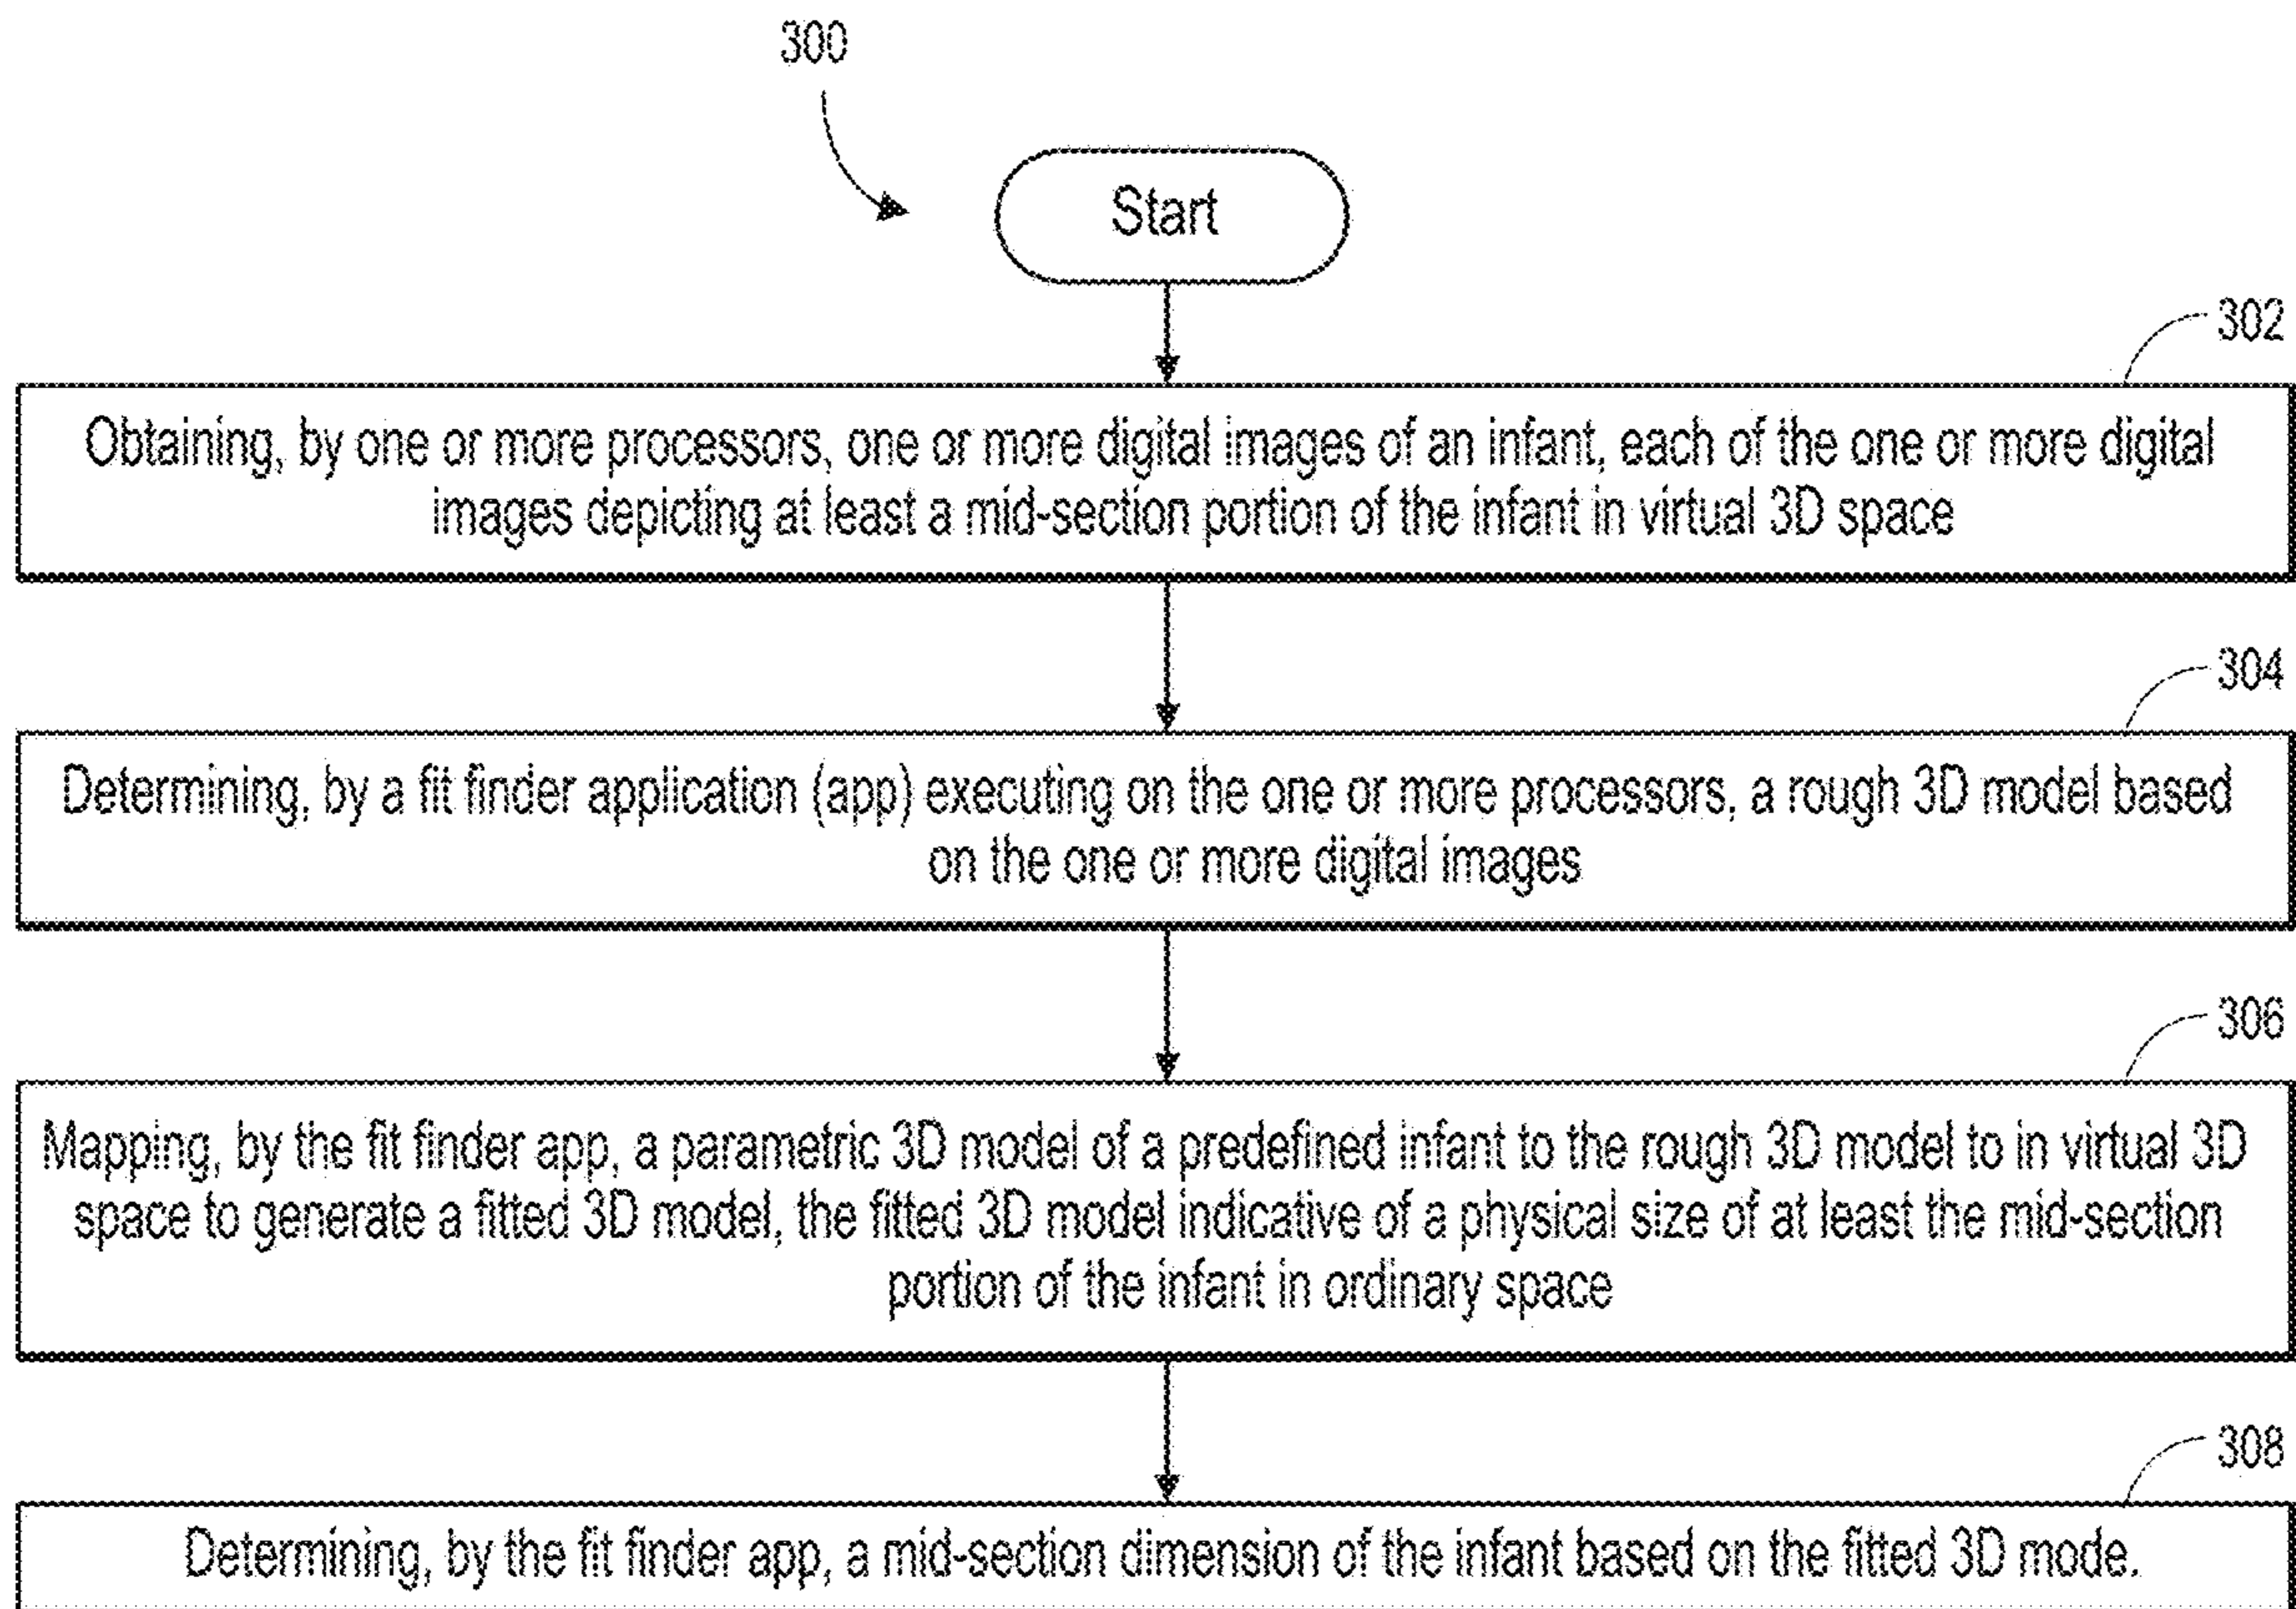 300
Start
302
Obtaining, by one or more processors, one or more digital images of an infant, each of the one or more digital
images depicting at least a mid-section portion of the infant in virtual 3D space
304
Determining, by a fit finder application (app) executing on the one or more processors, a rough 3D model based
on the one or more digital images
306
Mapping, by the fit finder app, a parametric 3D model of a predefined infant to the rough 3D model to in virtual 3D
space to generate a fitted 3D model, the fitted 3D model indicative of a physical size of at least the mid-section
portion of the infant in ordinary space
308
Determining, by the fit finder app, a mid-section dimension of the infant based on the fitted 3D mode.